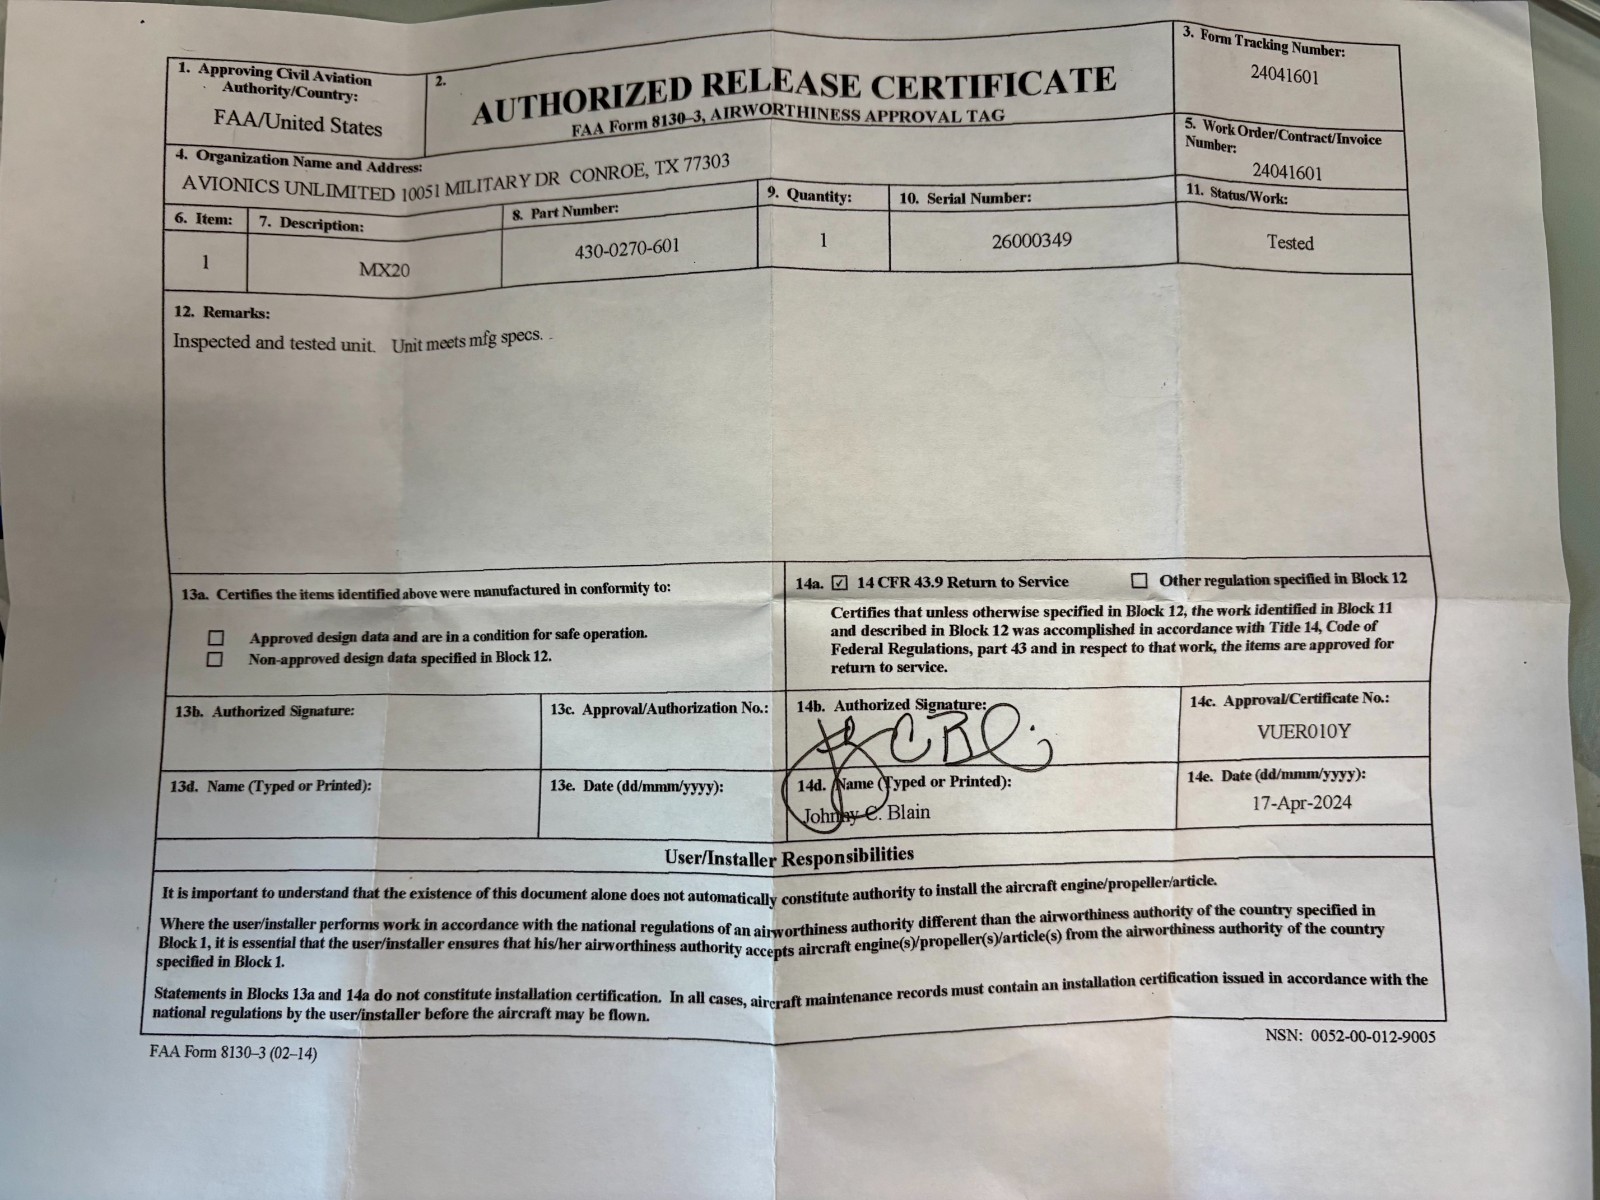 1. Approving Civil Aviation
Authority/Country:
FAA/United States
2.
AUTHORIZED RELEASE CERTIFICATE
FAA Form 8130–3, AIRWORTHINESS APPROVAL TAG
3. Form Tracking Number:
24041601
4. Organization Name and Address:
AVIONICS UNLIMITED 10051 MILITARY DR CONROE, TX 77303
5. Work Order/Contract/Invoice
Number:
24041601
6. Item:
1
7. Description:
MX20
8. Part Number:
430-0270-601
9. Quantity:
1
10. Serial Number:
26000349
11. Status/Work:
Tested
12. Remarks:
Inspected and tested unit. Unit meets mfg specs.
13a. Certifies the items identified above were manufactured in conformity to:
Approved design data and are in a condition for safe operation.
Non-approved design data specified in Block 12.
14a. ☑ 14 CFR 43.9 Return to Service ☐ Other regulation specified in Block 12
Certifies that unless otherwise specified in Block 12, the work identified in Block 11
and described in Block 12 was accomplished in accordance with Title 14, Code of
Federal Regulations, part 43 and in respect to that work, the items are approved for
return to service.
13b. Authorized Signature:
13c. Approval/Authorization No.:
14b. Authorized Signature:
14c. Approval/Certificate No.:
VUER010Y
13d. Name (Typed or Printed):
13e. Date (dd/mmm/yyyy):
14d. Name (Typed or Printed):
Johnny C. Blain
14e. Date (dd/mmm/yyyy):
17-Apr-2024
User/Installer Responsibilities
It is important to understand that the existence of this document alone does not automatically constitute authority to install the aircraft engine/propeller/article.
Where the user/installer performs work in accordance with the national regulations of an airworthiness authority different than the airworthiness authority of the country specified in
Block 1, it is essential that the user/installer ensures that his/her airworthiness authority accepts aircraft engine(s)/propeller(s)/article(s) from the airworthiness authority of the country
specified in Block 1.
Statements in Blocks 13a and 14a do not constitute installation certification. In all cases, aircraft maintenance records must contain an installation certification issued in accordance with the
national regulations by the user/installer before the aircraft may be flown.
FAA Form 8130–3 (02–14)
NSN: 0052-00-012-9005